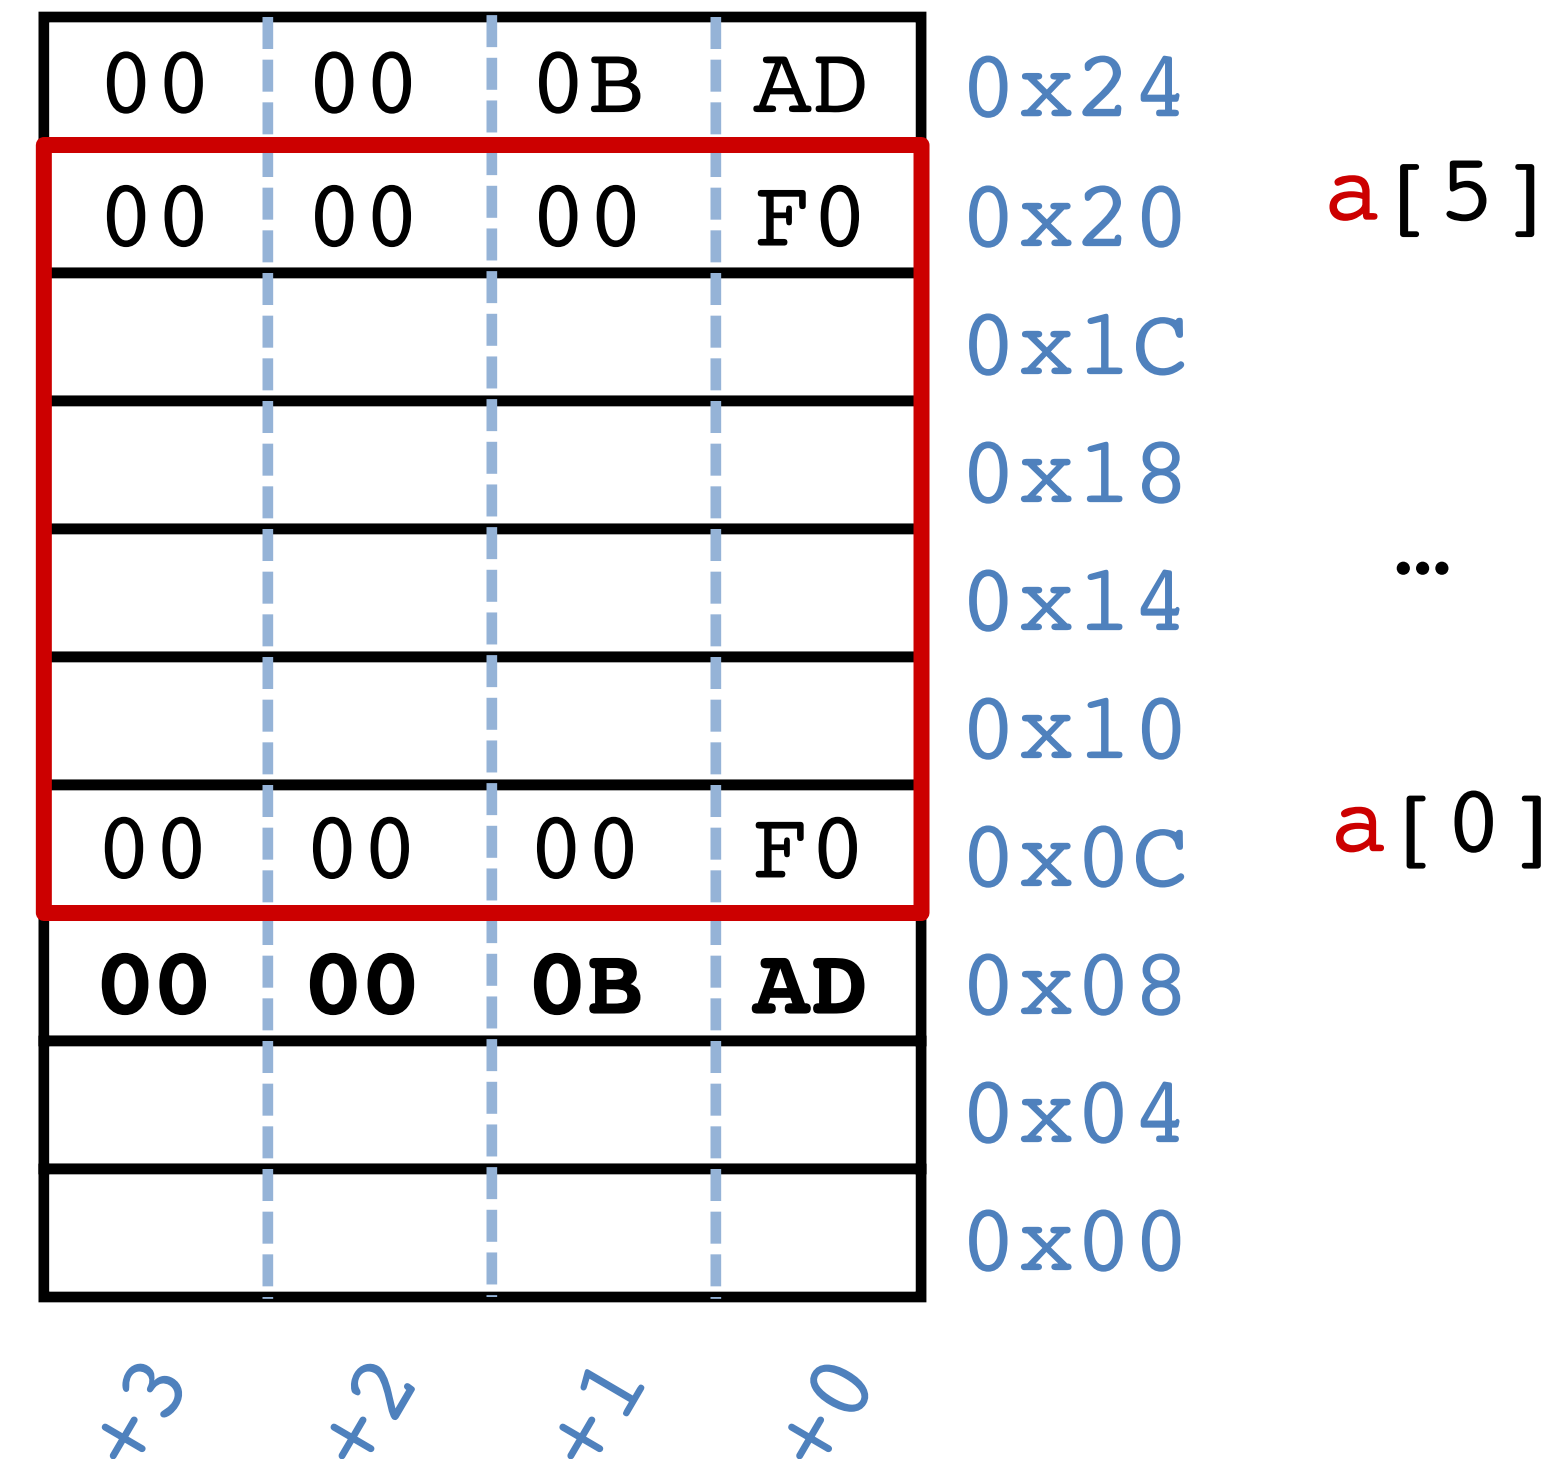 00 00 0B AD 0x24
00 00 00 F0 0x20 a[5]
0x1C
0x18
0x14 …
0x10
00 00 00 F0 0x0C a[0]
00 00 0B AD 0x08
0x04
0x00
+3 +2 +1 +0